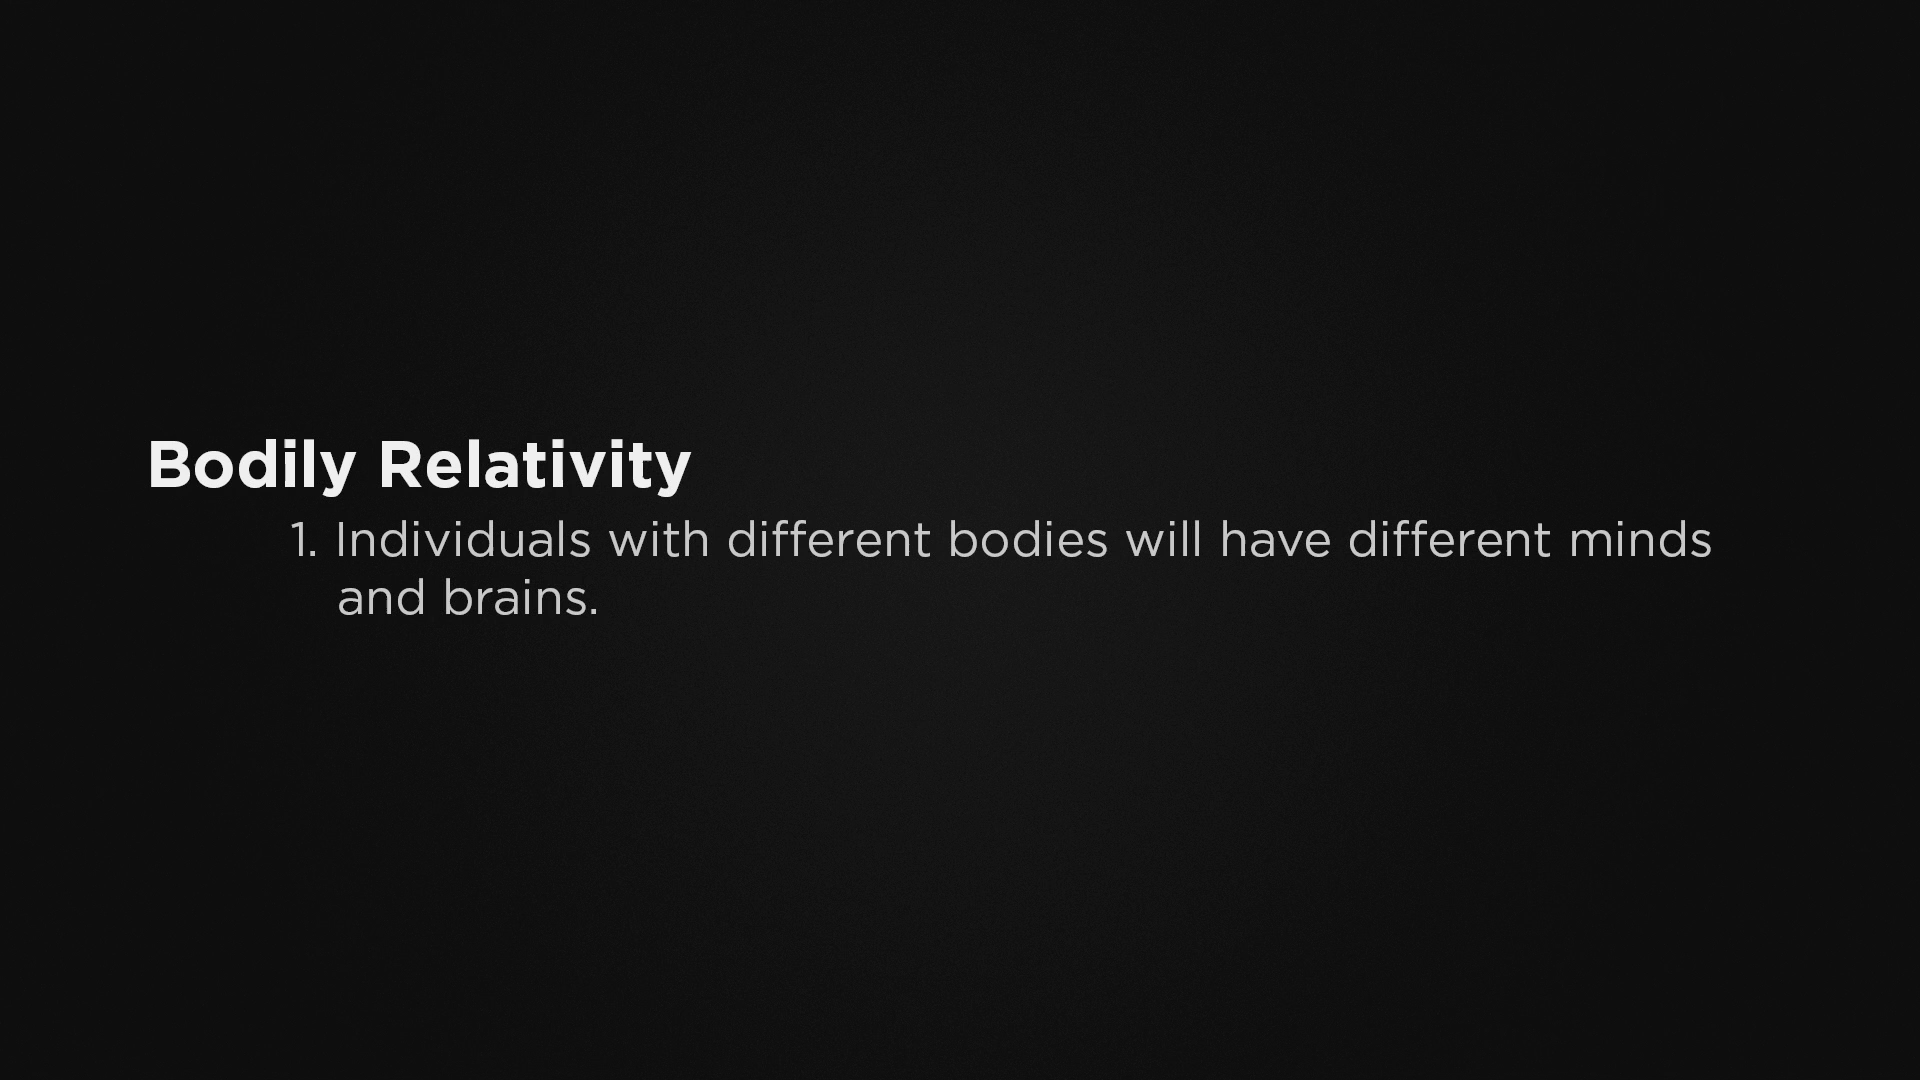 Bodily Relativity
1. Individuals with different bodies will have different minds
and brains.